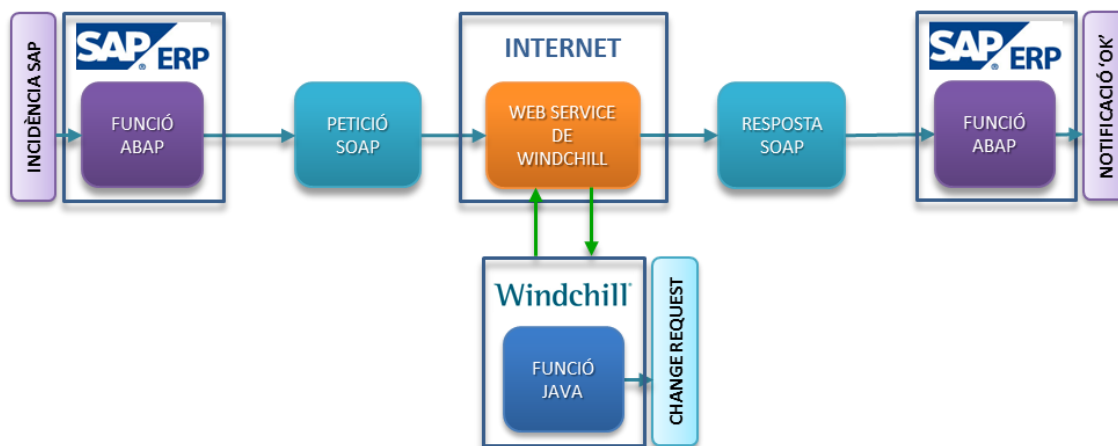 INCIDÈNCIA SAP
SAP® ERP
FUNCIÓ
ABAP
PETICIÓ
SOAP
INTERNET
WEB SERVICE
DE
WINDCHILL
RESPOSTA
SOAP
SAP® ERP
FUNCIÓ
ABAP
NOTIFICACIÓ ‘OK’
Windchill
FUNCIÓ
JAVA
CHANGE REQUEST